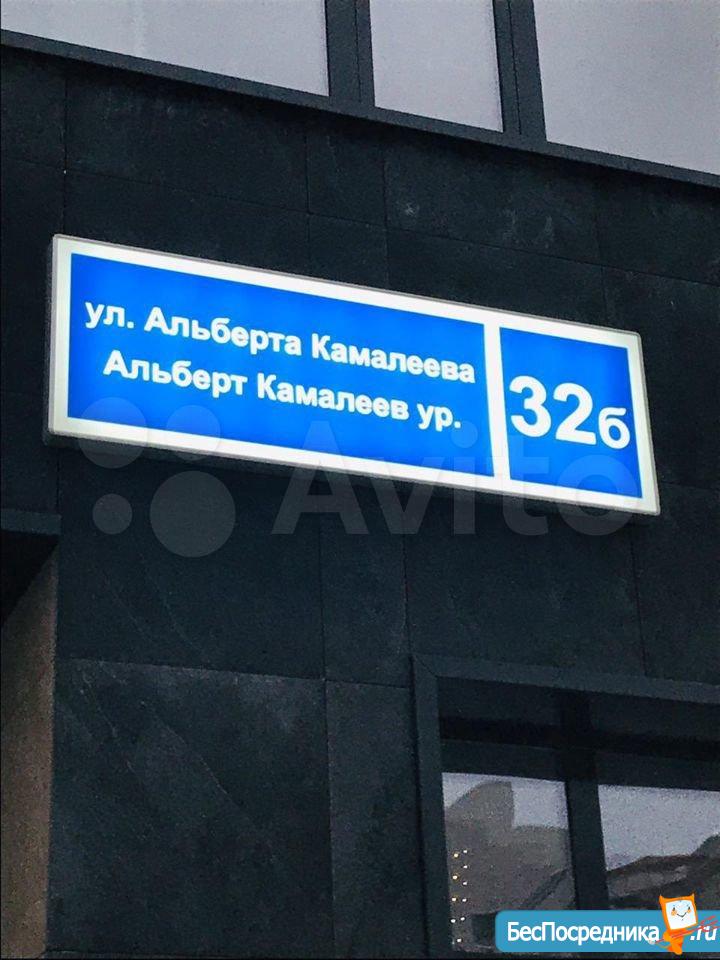 ул. Альберта Камалеева
Альберт Камалеев ур.
32б
Avito
БесПосредника.ru